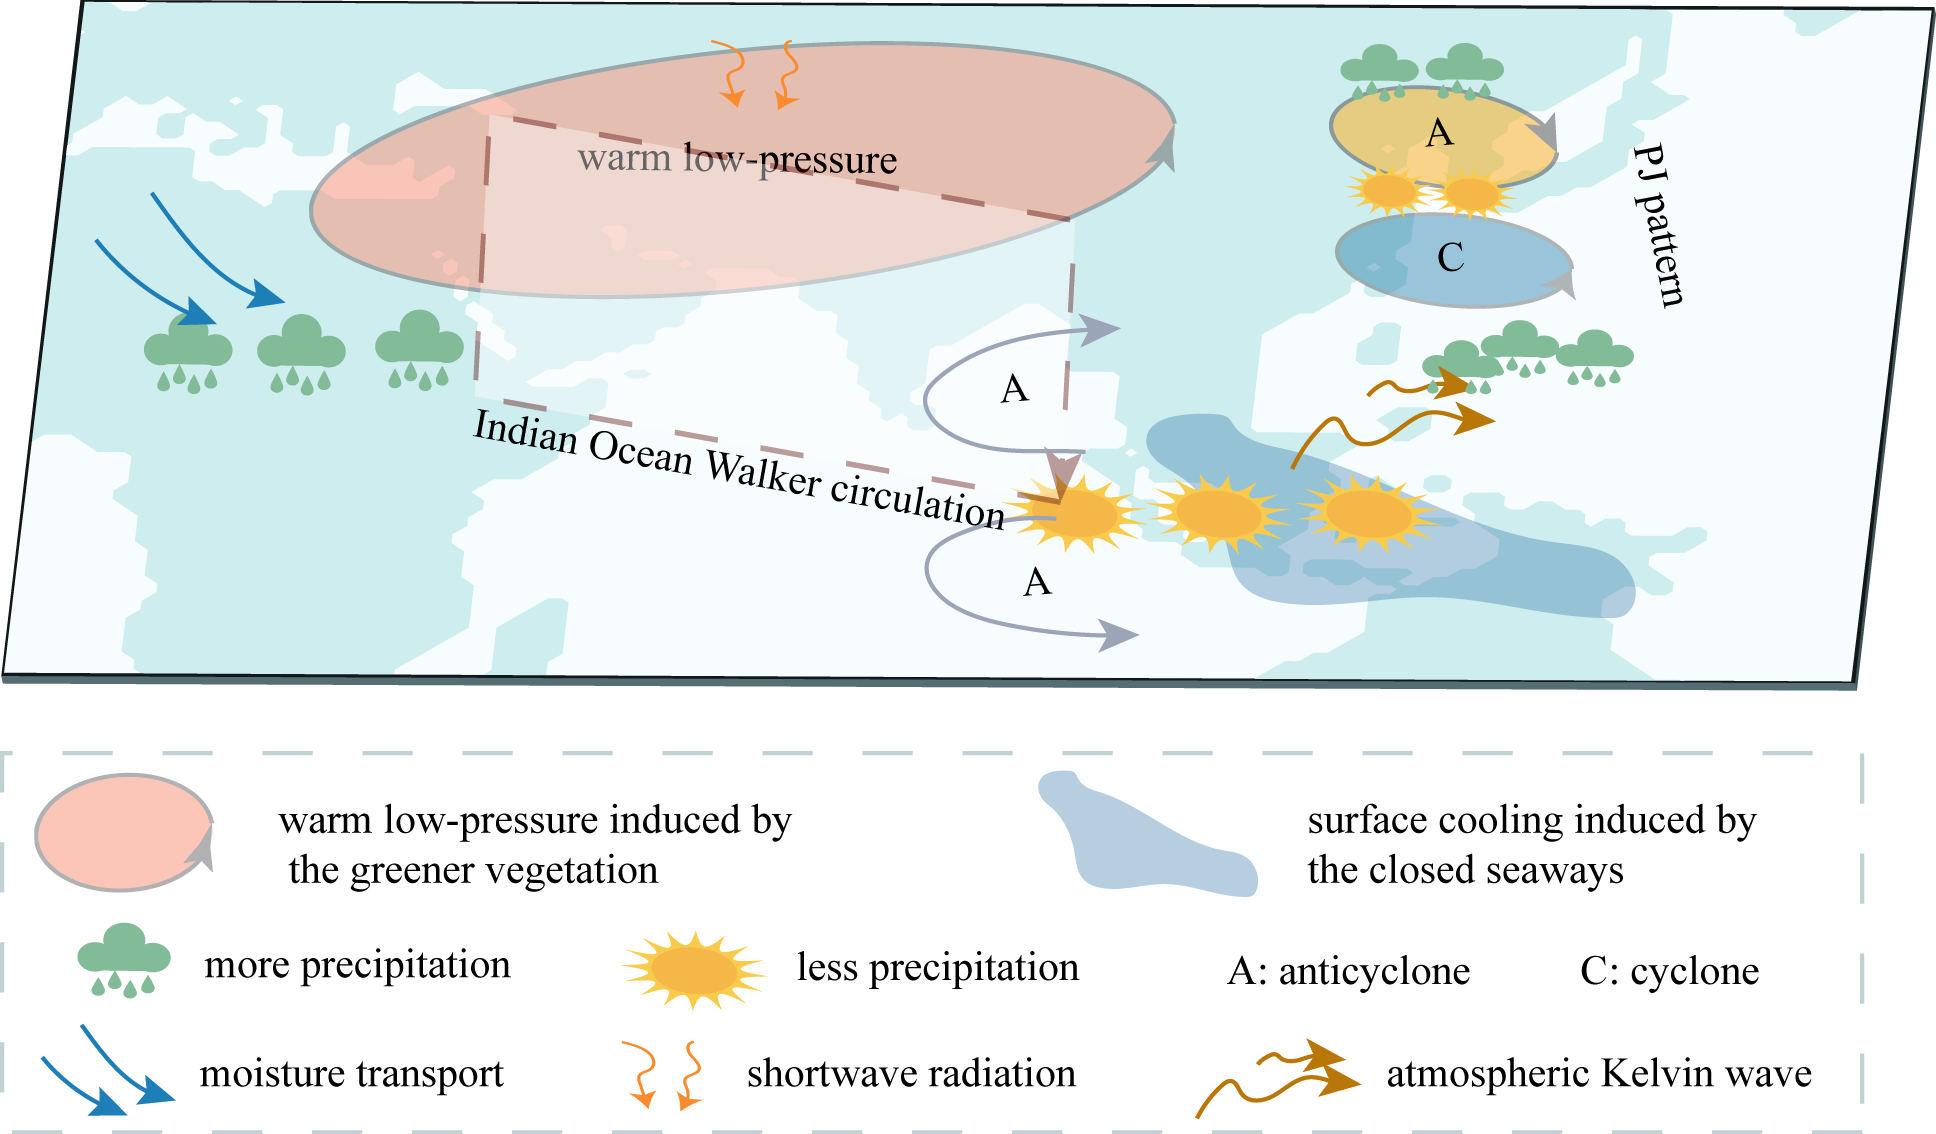 warm low-pressure
A
C
PJ pattern
A
Indian Ocean Walker circulation
A
warm low-pressure induced by
the greener vegetation
surface cooling induced by
the closed seaways
more precipitation
less precipitation
A: anticyclone
C: cyclone
moisture transport
shortwave radiation
atmospheric Kelvin wave